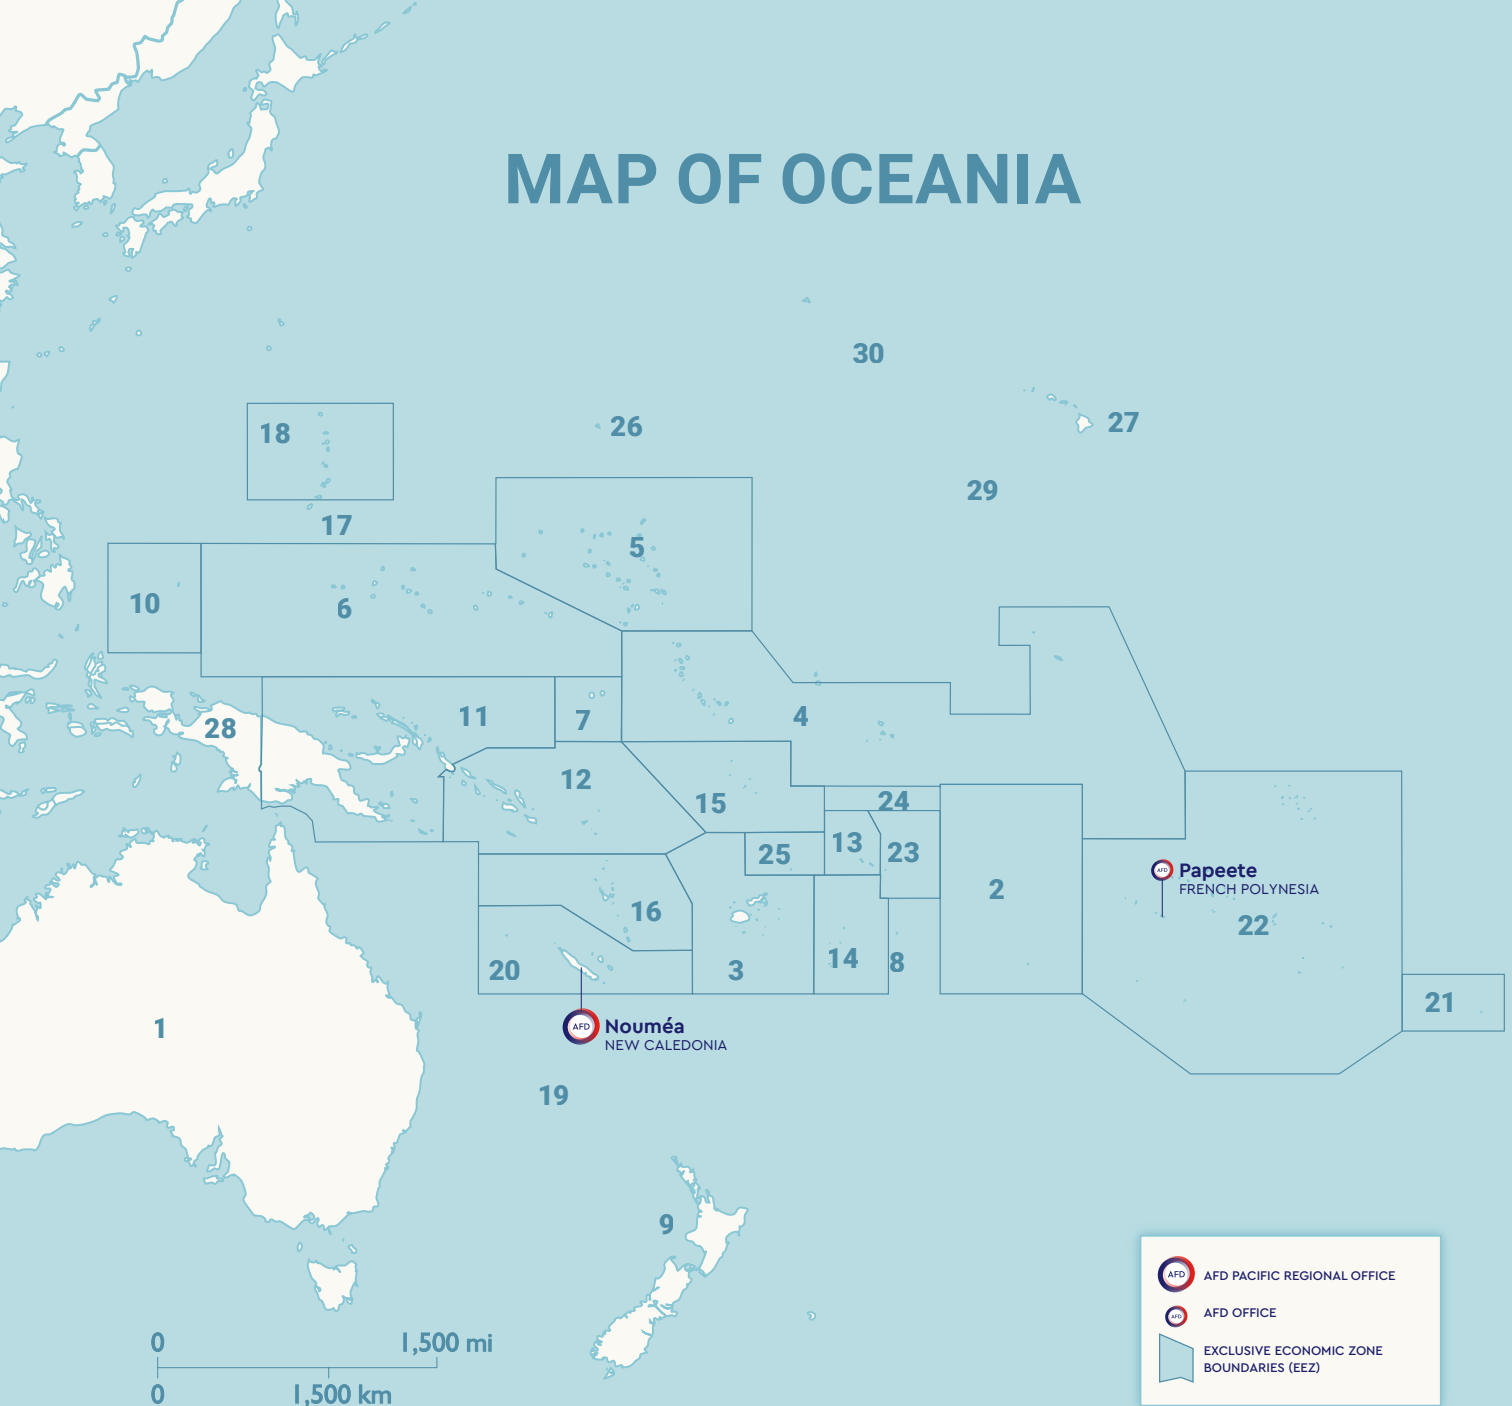 MAP OF OCEANIA
30
27
26
18
29
17
5
10
6
11
4
7
28
12
15
24
13
25
23
Papeete
FRENCH POLYNESIA
2
16
22
14
8
20
3
21
AFD
Nouméa
NEW CALEDONIA
1
19
9
AFD
AFD PACIFIC REGIONAL OFFICE
AFD
AFD OFFICE
EXCLUSIVE ECONOMIC ZONE
BOUNDARIES (EEZ)
0 1,500 mi
0 1,500 km